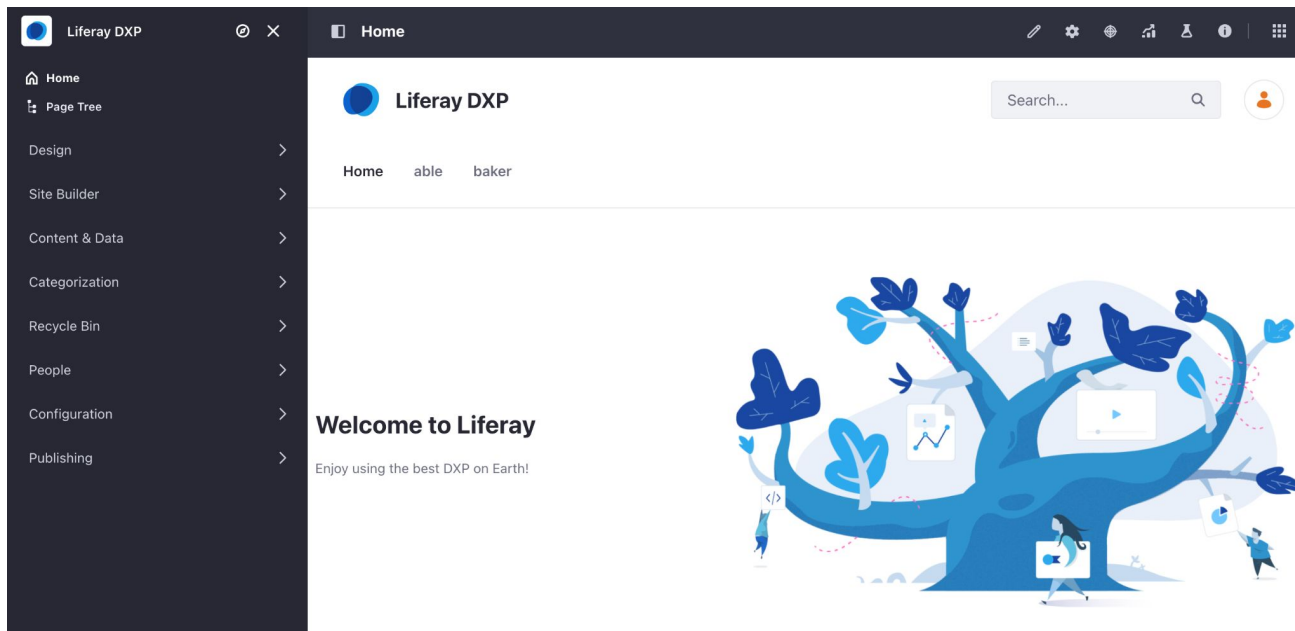 Liferay DXP
Home
Page Tree
Design
Site Builder
Content & Data
Categorization
Recycle Bin
People
Configuration
Publishing
Home
Liferay DXP
Search...
Home able baker
Welcome to Liferay
Enjoy using the best DXP on Earth!
</>